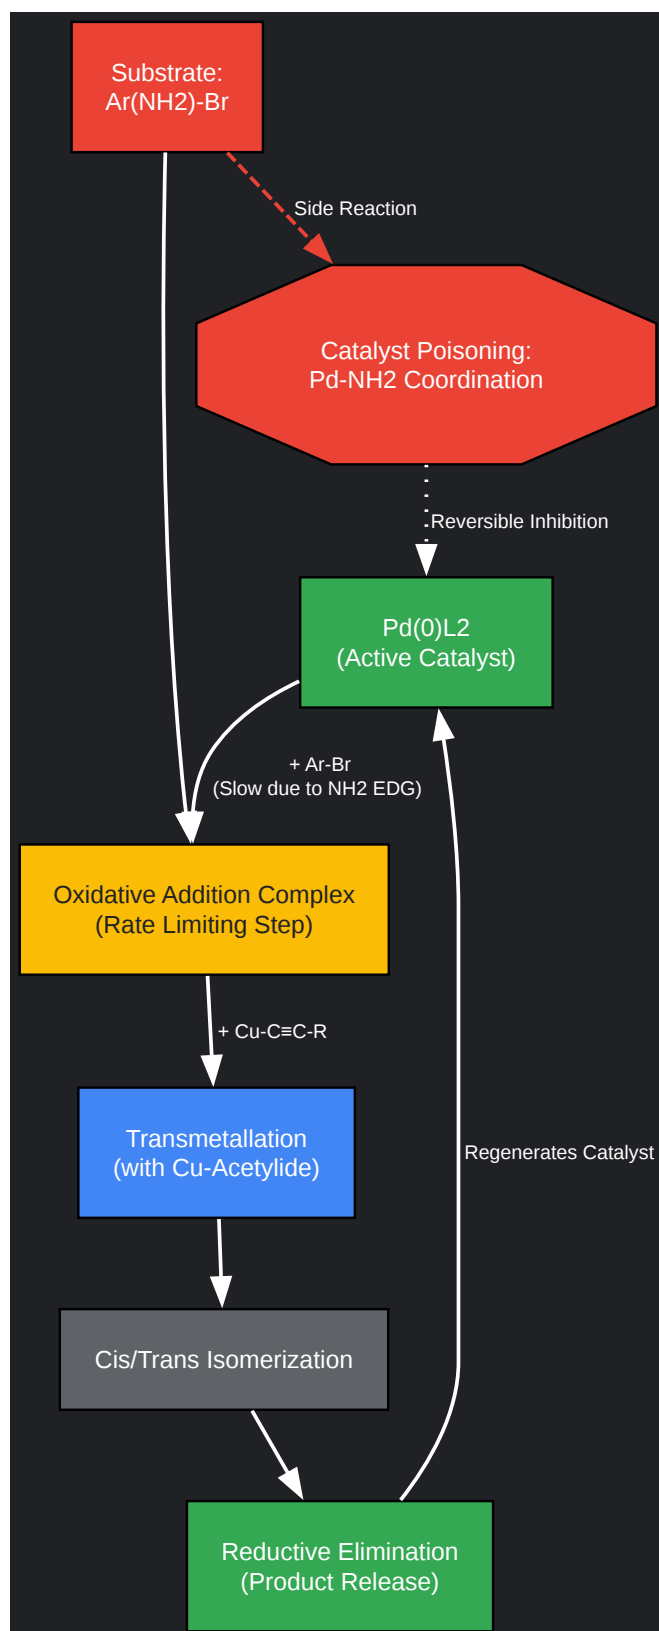 Substrate:
Ar(NH2)-Br
Side Reaction
Catalyst Poisoning:
Pd-NH2 Coordination
Reversible Inhibition
Pd(0)L2
(Active Catalyst)
+ Ar-Br
(Slow due to NH2 EDG)
Oxidative Addition Complex
(Rate Limiting Step)
+ Cu-C≡C-R
Transmetallation
(with Cu-Acetylide)
Regenerates Catalyst
Cis/Trans Isomerization
Reductive Elimination
(Product Release)